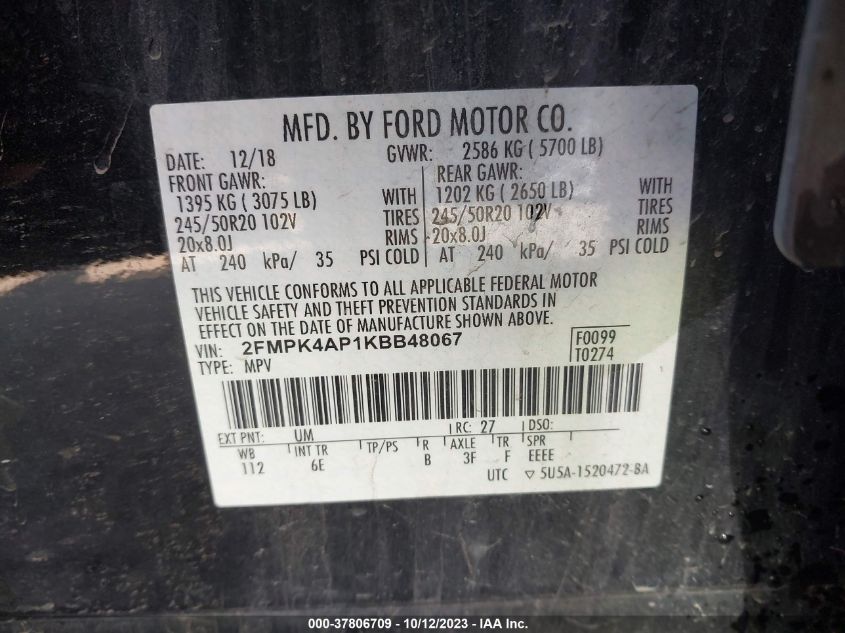 MFD. BY FORD MOTOR CO.
DATE: 12/18 GVWR: 2586 KG ( 5700 LB)
FRONT GAWR: REAR GAWR:
1395 KG ( 3075 LB) WITH 1202 KG ( 2650 LB) WITH
245/50R20 102V TIRES 245/50R20 102V TIRES
20x8.0J RIMS 20x8.0J RIMS
AT 240 kPa/ 35 PSI COLD AT 240 kPa/ 35 PSI COLD
THIS VEHICLE CONFORMS TO ALL APPLICABLE FEDERAL MOTOR
VEHICLE SAFETY AND THEFT PREVENTION STANDARDS IN
EFFECT ON THE DATE OF MANUFACTURE SHOWN ABOVE.
VIN: 2FMPK4AP1KBB48067 F0099
TYPE: MPV T0274
EXT PNT: UM RC: 27 DSO:
WB INT TR TP/PS R AXLE TR SPR
112 6E B 3F F EEEE
UTC ▽ 5U5A-1520472-BA
000-37806709 - 10/12/2023 - IAA Inc.